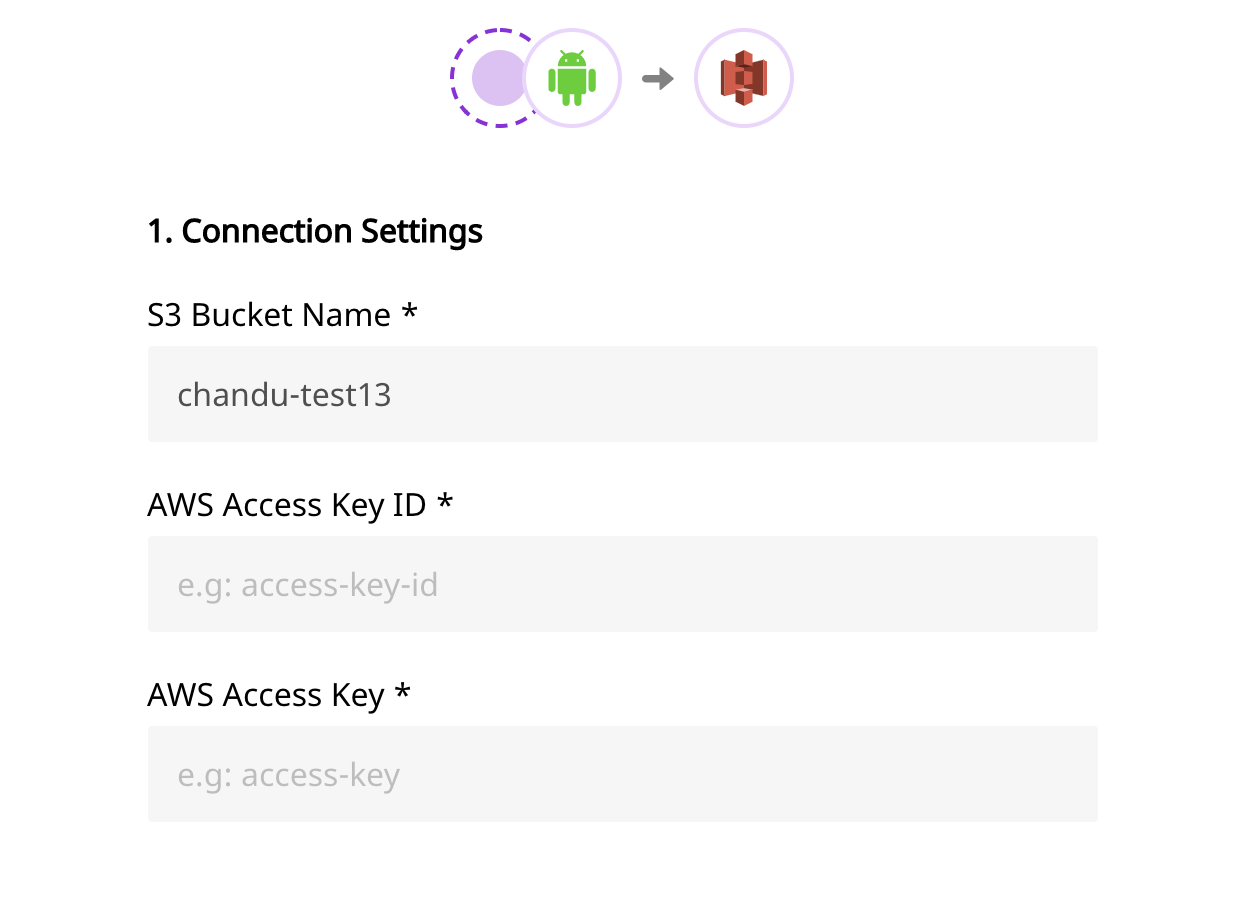 1. Connection Settings
S3 Bucket Name *
chandu-test13
AWS Access Key ID *
e.g: access-key-id
AWS Access Key *
e.g: access-key